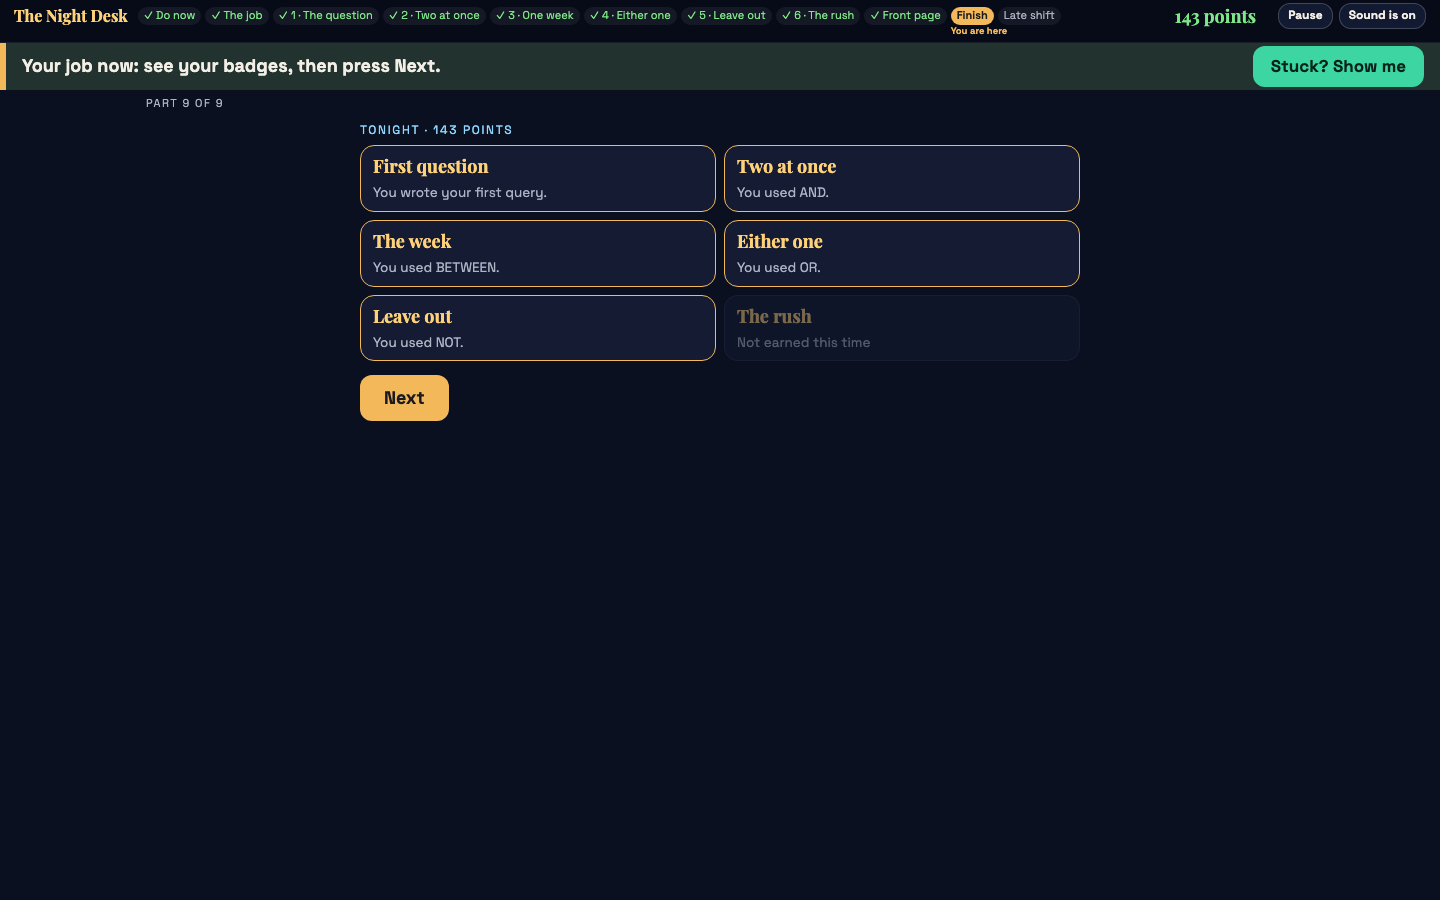 The Night Desk
✓ Do now
✓ The job
✓ 1 · The question
✓ 2 · Two at once
✓ 3 · One week
✓ 4 · Either one
✓ 5 · Leave out
✓ 6 · The rush
✓ Front page
Finish
Late shift
You are here
143 points
Pause
Sound is on
Your job now: see your badges, then press Next.
Stuck? Show me
PART 9 OF 9
TONIGHT · 143 POINTS
First question
You wrote your first query.
Two at once
You used AND.
The week
You used BETWEEN.
Either one
You used OR.
Leave out
You used NOT.
The rush
Not earned this time
Next